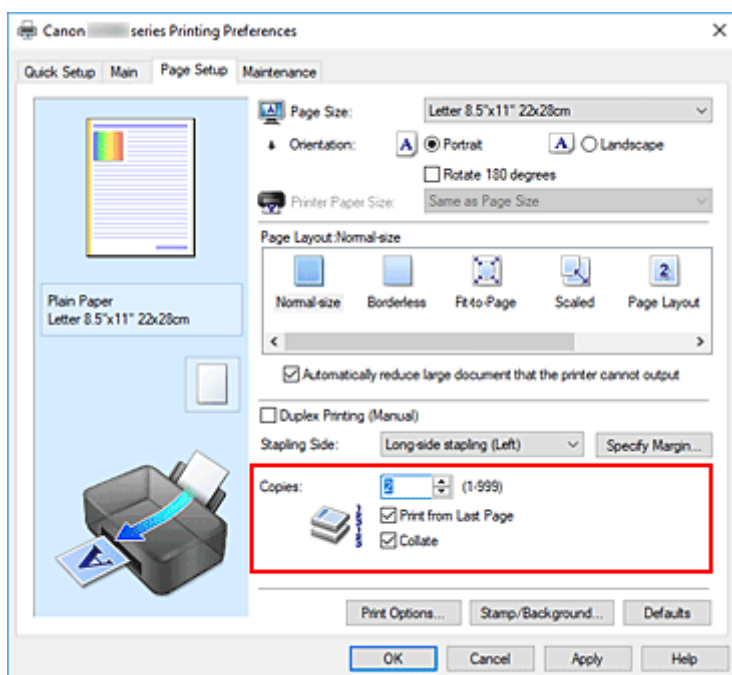 Canon series Printing Preferences
Quick Setup Main Page Setup Maintenance
Page Size: Letter 8.5"x11" 22x28cm
Orientation: A Portrait A Landscape
Rotate 180 degrees
Printer Paper Size: Same as Page Size
Page Layout:Normal-size
2
Normal-size Borderless Fit-to-Page Scaled Page Layout
Plain Paper
Letter 8.5"x11" 22x28cm
Automatically reduce large document that the printer cannot output
Duplex Printing (Manual)
Stapling Side: Long-side stapling (Left) Specify Margin...
Copies: 2 (1-999)
Print from Last Page
Collate
A
Print Options... Stamp/Background... Defaults
OK Cancel Apply Help